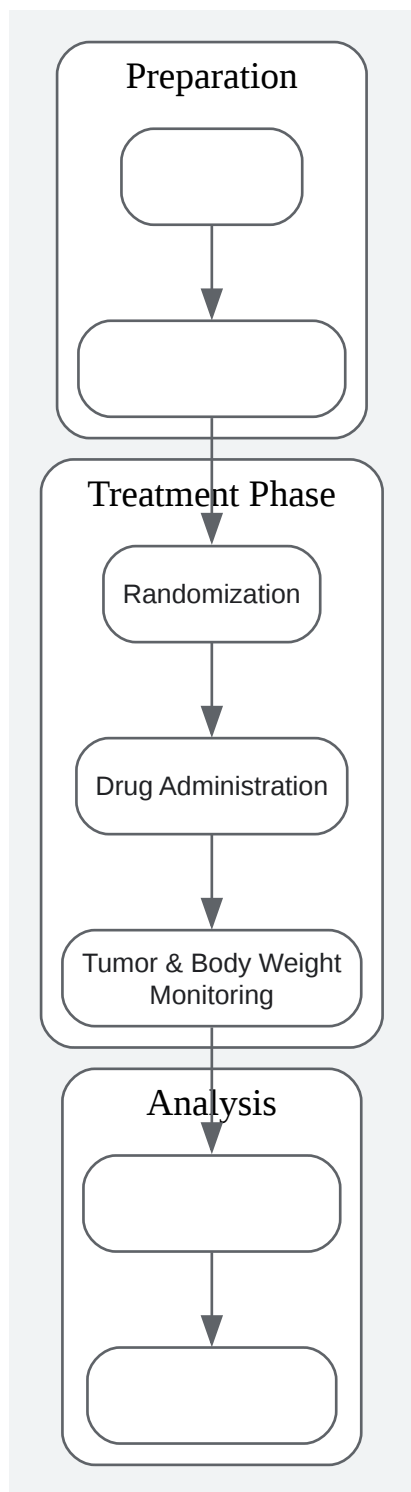 Preparation
Treatment Phase
Randomization
Drug Administration
Tumor & Body Weight
Monitoring
Analysis